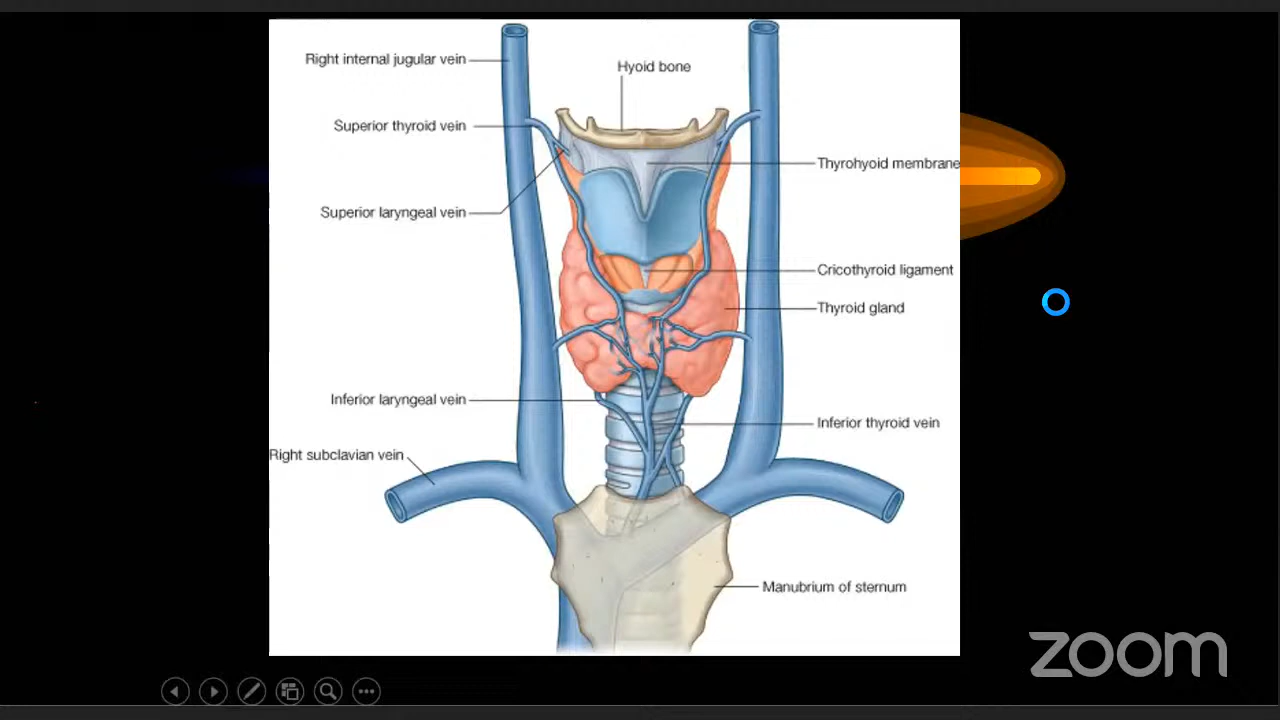 Right internal jugular vein
Hyoid bone
Superior thyroid vein
Thyrohyoid membrane
Superior laryngeal vein
Cricothyroid ligament
Thyroid gland
Inferior laryngeal vein
Inferior thyroid vein
Right subclavian vein
Manubrium of sternum
zoom